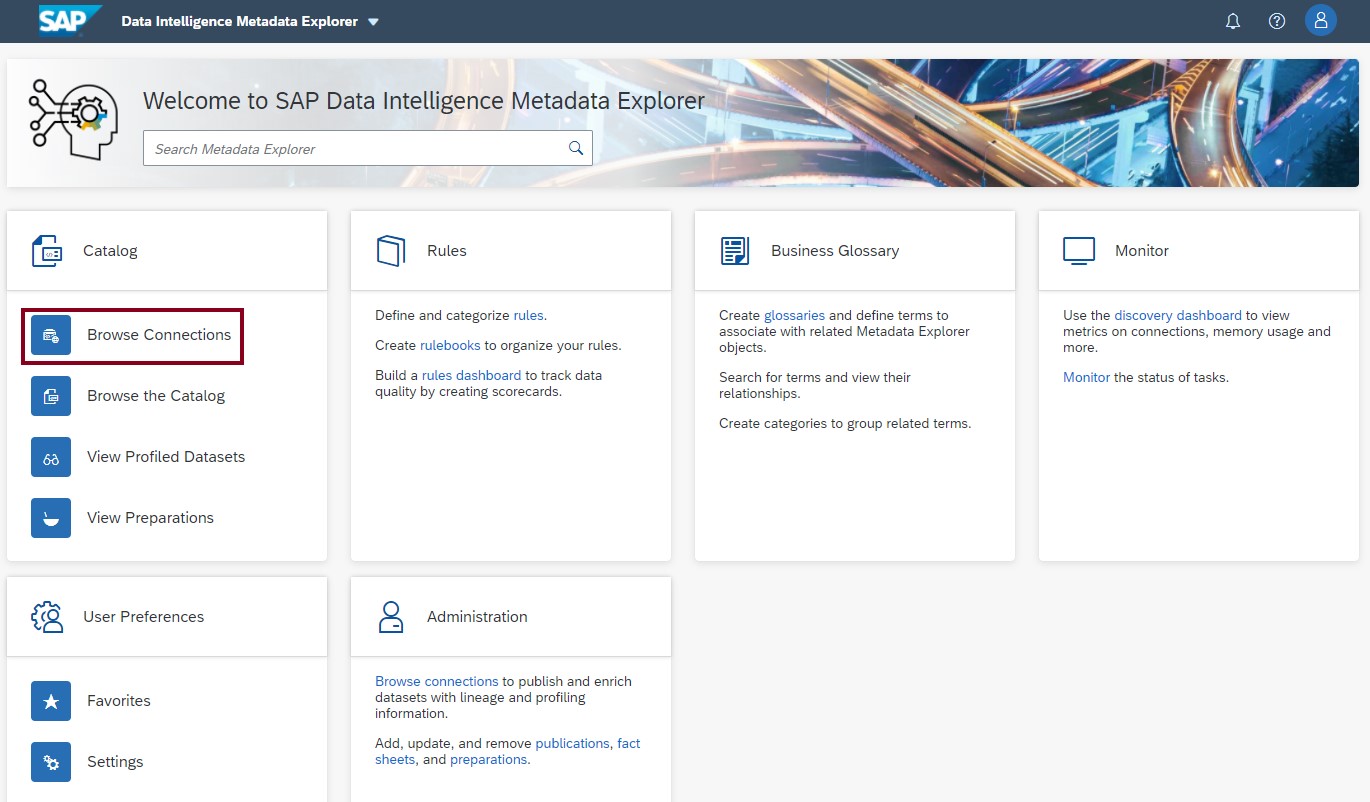 SAP Data Intelligence Metadata Explorer
Welcome to SAP Data Intelligence Metadata Explorer
Search Metadata Explorer
Catalog
Browse Connections
Browse the Catalog
View Profiled Datasets
View Preparations
Rules
Define and categorize rules.
Create rulebooks to organize your rules.
Build a rules dashboard to track data
quality by creating scorecards.
Business Glossary
Create glossaries and define terms to
associate with related Metadata Explorer
objects.
Search for terms and view their
relationships.
Create categories to group related terms.
Monitor
Use the discovery dashboard to view
metrics on connections, memory usage and
more.
Monitor the status of tasks.
User Preferences
Favorites
Settings
Administration
Browse connections to publish and enrich
datasets with lineage and profiling
information.
Add, update, and remove publications, fact
sheets, and preparations.